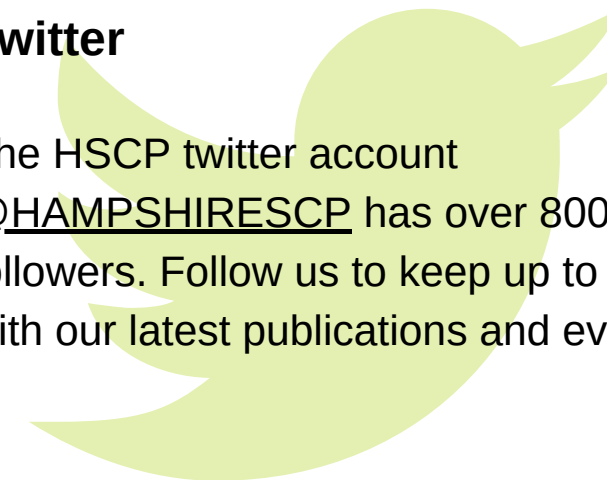 witter
he HSCP twitter account
@HAMPSHIRESCP has over 800
ollowers. Follow us to keep up to
ith our latest publications and ev